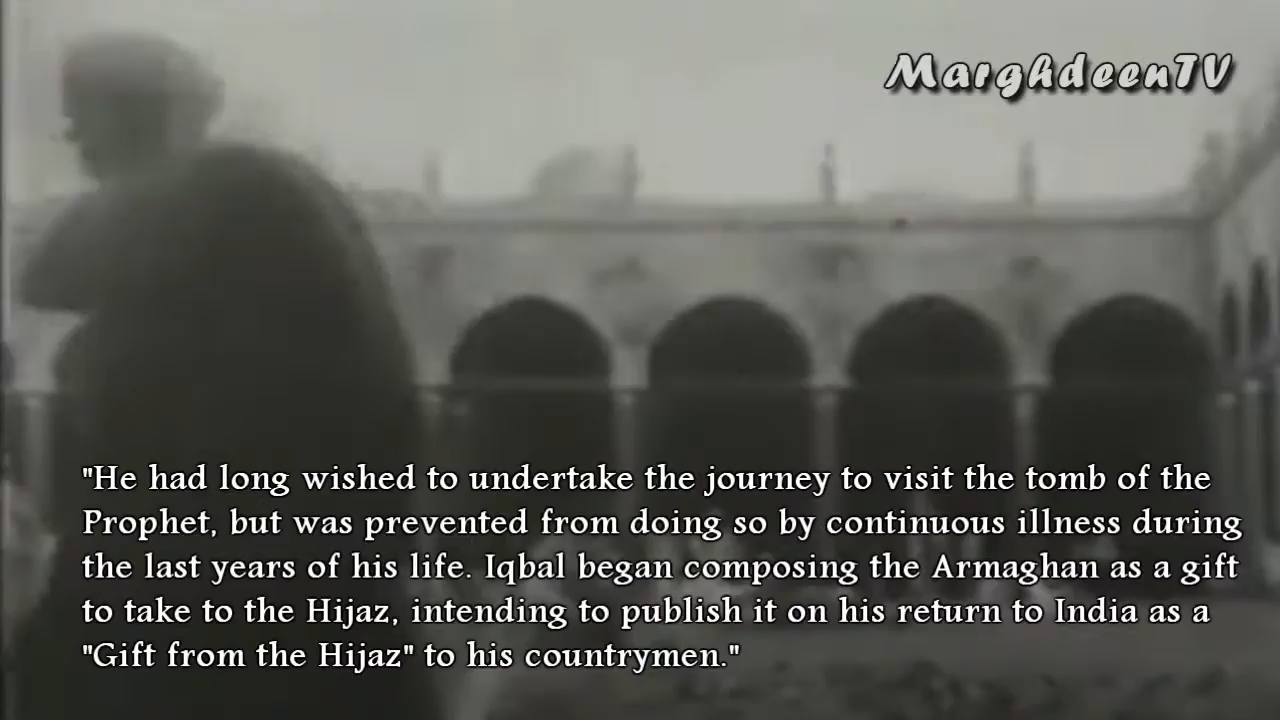 MarghdeenTV
"He had long wished to undertake the journey to visit the tomb of the
Prophet, but was prevented from doing so by continuous illness during
the last years of his life. Iqbal began composing the Armaghan as a gift
to take to the Hijaz, intending to publish it on his return to India as a
"Gift from the Hijaz" to his countrymen."